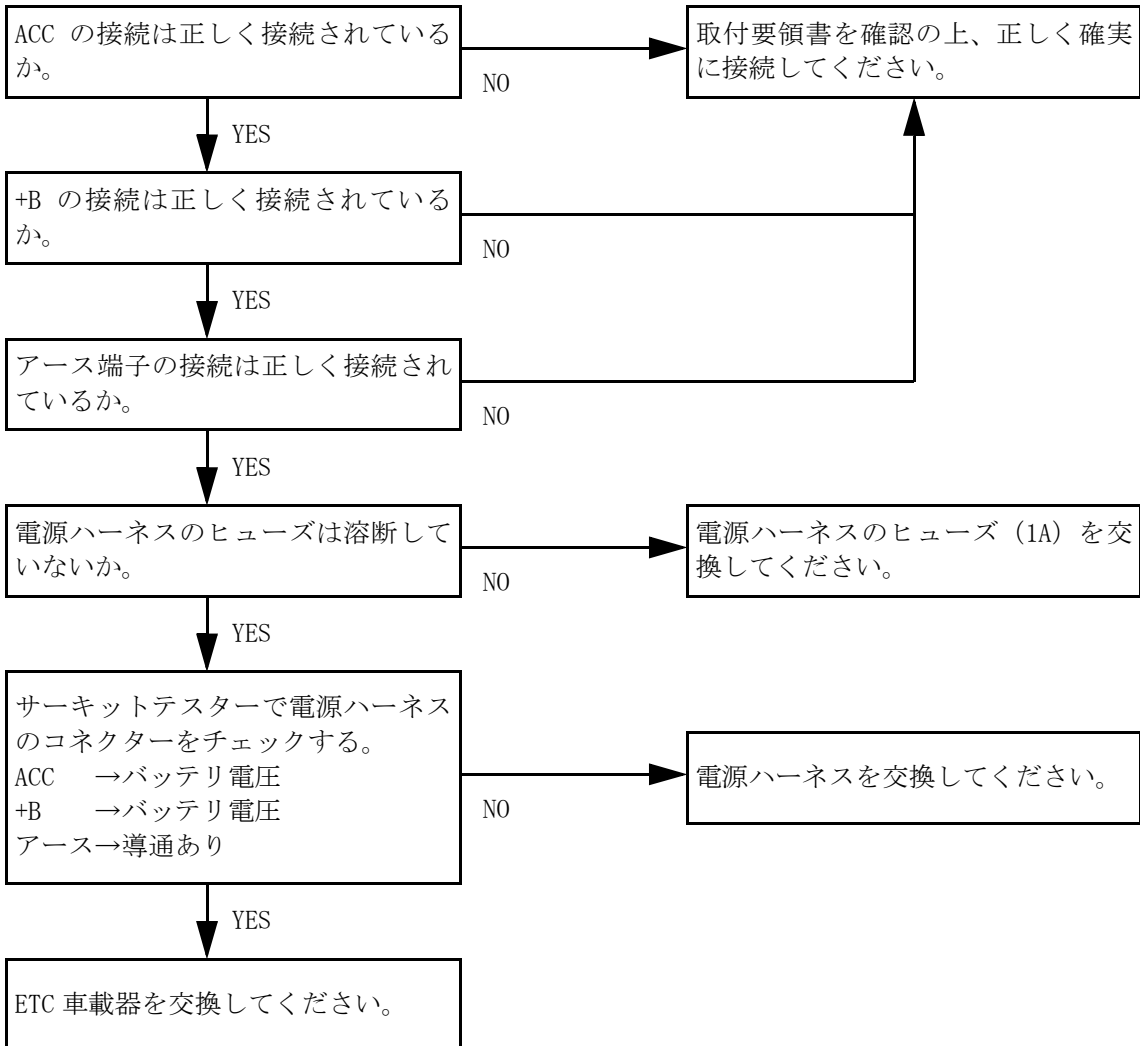 ACC の接続は正しく接続されている
か。
取付要領書を確認の上、正しく確実
に接続してください。
NO
YES
+B の接続は正しく接続されている
か。
NO
YES
アース端子の接続は正しく接続され
ているか。
NO
YES
電源ハーネスのヒューズは溶断して
いないか。
電源ハーネスのヒューズ (1A) を交
換してください。
NO
YES
サーキットテスターで電源ハーネス
のコネクターをチェックする。
ACC →バッテリ電圧
+B →バッテリ電圧
アース→導通あり
電源ハーネスを交換してください。
NO
YES
ETC 車載器を交換してください。